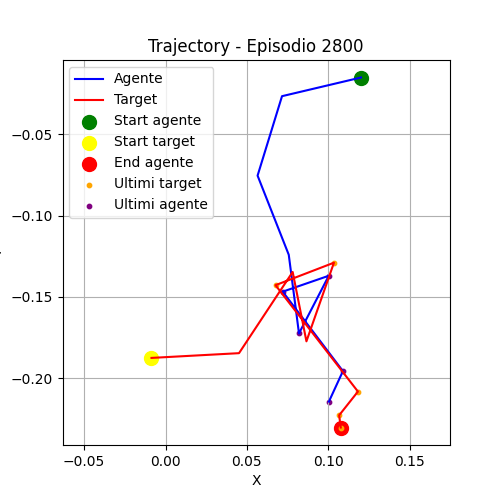 Trajectory - Episodio 2800
Agente
Target
Start agente
Start target
End agente
Ultimi target
Ultimi agente
−0.05
−0.10
−0.15
−0.20
−0.05
0.00
0.05
0.10
0.15
X